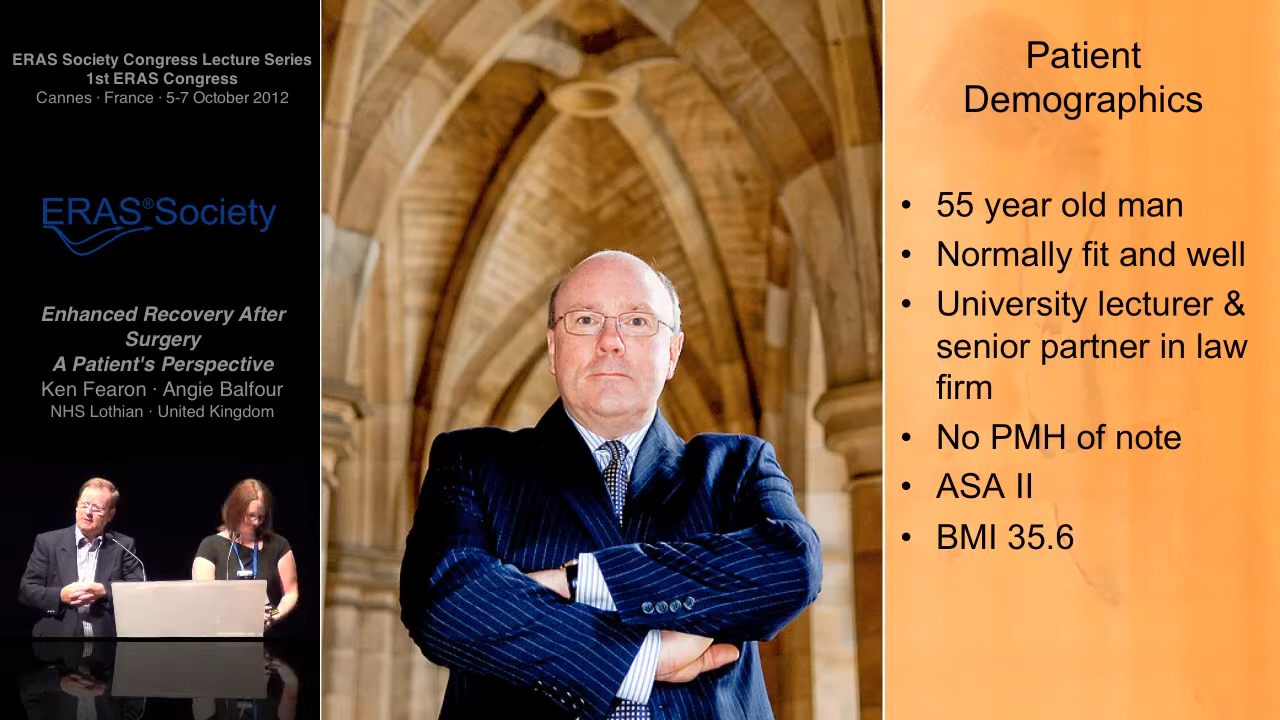 ERAS Society Congress Lecture Series
1st ERAS Congress
Cannes · France · 5-7 October 2012
ERAS®Society
Enhanced Recovery After
Surgery
A Patient's Perspective
Ken Fearon · Angie Balfour
NHS Lothian · United Kingdom
Patient
Demographics
• 55 year old man
• Normally fit and well
• University lecturer &
senior partner in law
firm
• No PMH of note
• ASA II
• BMI 35.6